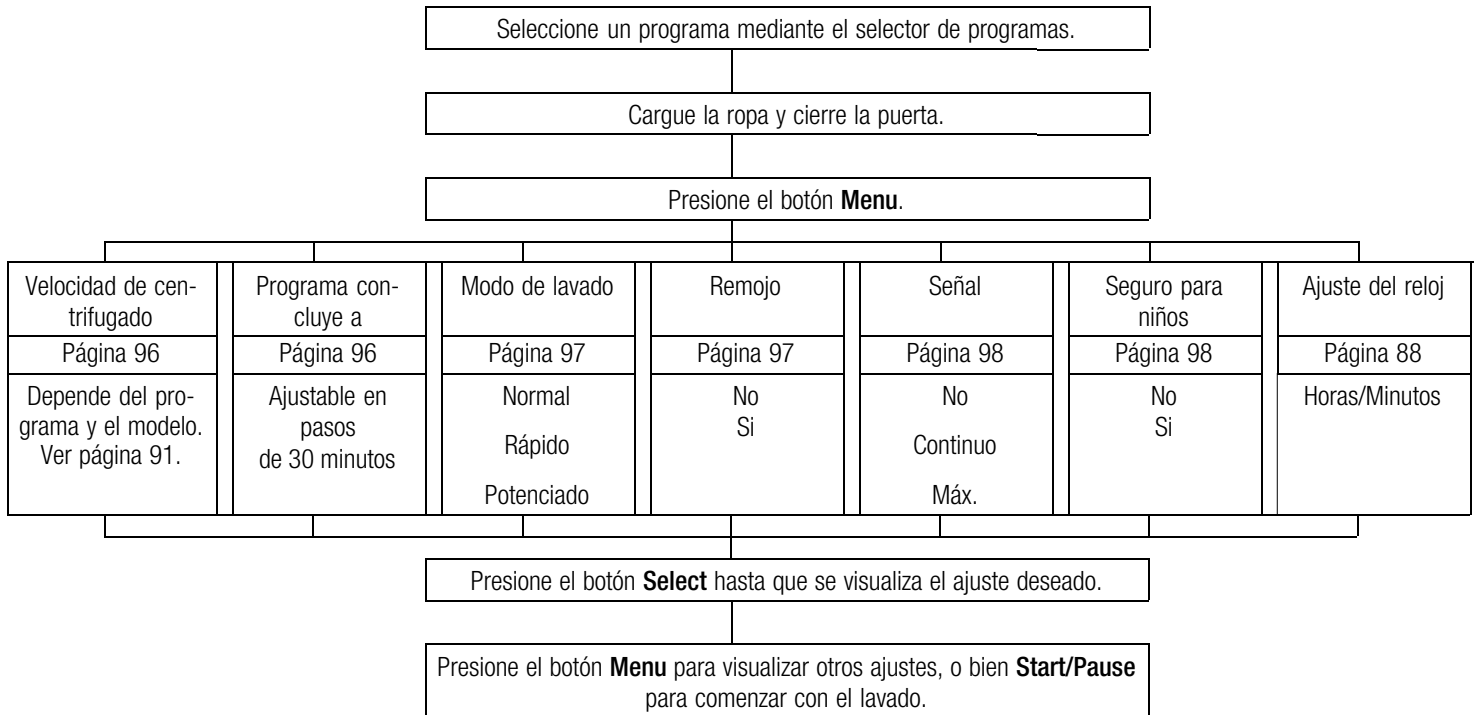 Seleccione un programa mediante el selector de programas.
Cargue la ropa y cierre la puerta.
Presione el botón Menu.
Velocidad de cen-
trifugado
Página 96
Depende del pro-
grama y el modelo.
Ver página 91.
Programa con-
cluye a
Página 96
Ajustable en
pasos
de 30 minutos
Modo de lavado
Página 97
Normal
Rápido
Potenciado
Remojo
Página 97
No
Si
Señal
Página 98
No
Continuo
Máx.
Seguro para
niños
Página 98
No
Si
Ajuste del reloj
Página 88
Horas/Minutos
Presione el botón Select hasta que se visualiza el ajuste deseado.
Presione el botón Menu para visualizar otros ajustes, o bien Start/Pause
para comenzar con el lavado.